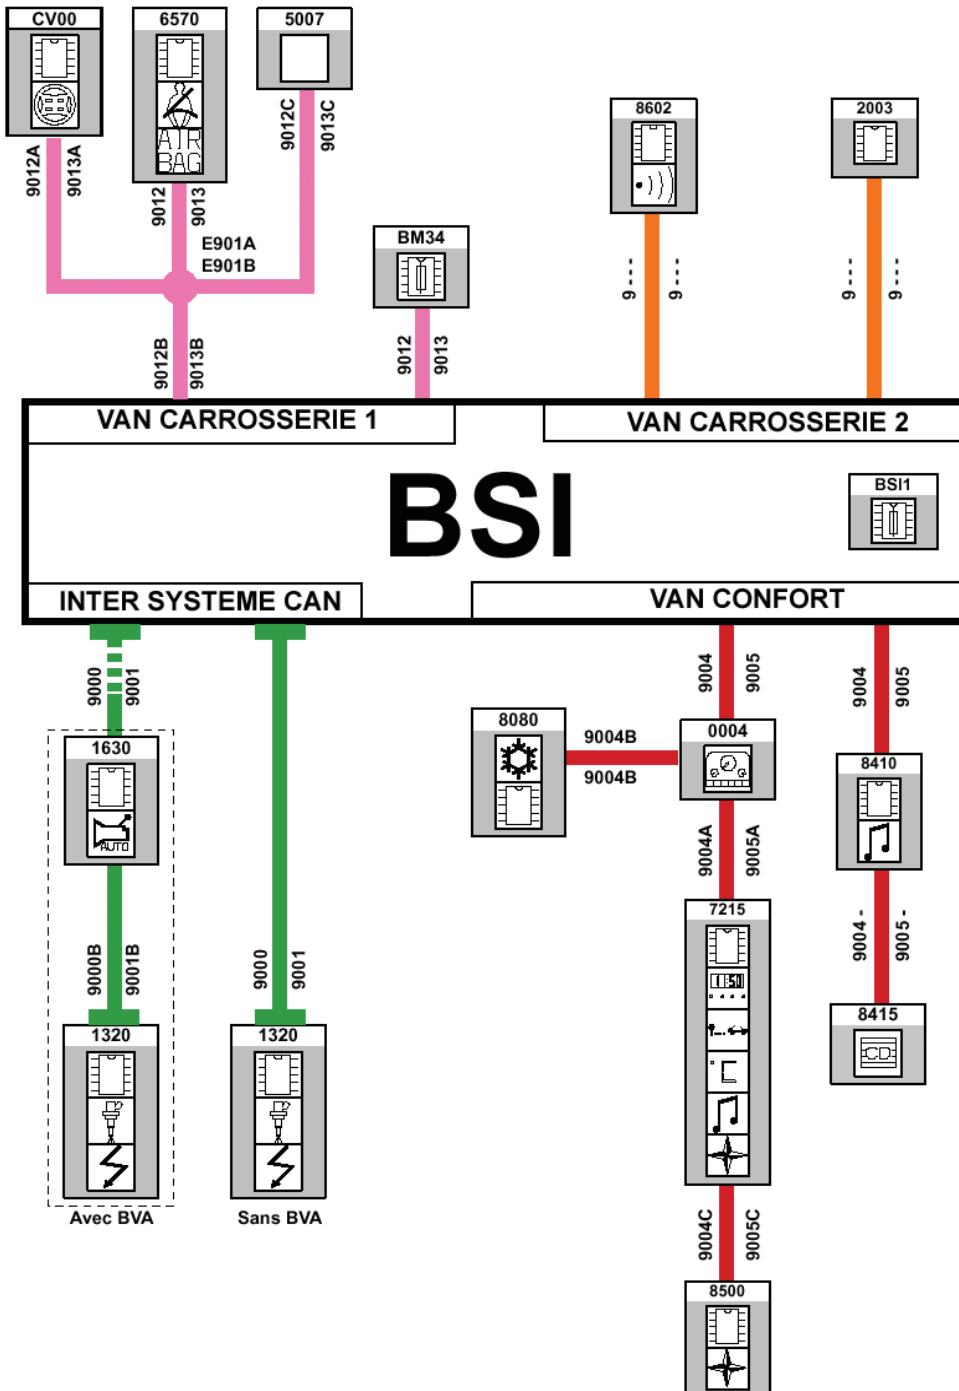 CV00
6570
5007
8602
2003
AIR
BAG
9012A
9013A
9012
9013
9012C
9013C
E901A
E901B
BM34
9 - - -
9 - - -
9 - - -
9 - - -
9012B
9013B
9012
9013
VAN CARROSSERIE 1
VAN CARROSSERIE 2
BSI
BSI1
INTER SYSTEME CAN
VAN CONFORT
9000
9001
9004
9005
9004
9005
1630
AUTO
8080
9004B
9004B
0004
8410
9004A
9005A
9000B
9001B
9000
9001
7215
1:50
°C
9004 -
9005 -
8415
CD
1320
1320
Avec BVA
Sans BVA
9004C
9005C
8500